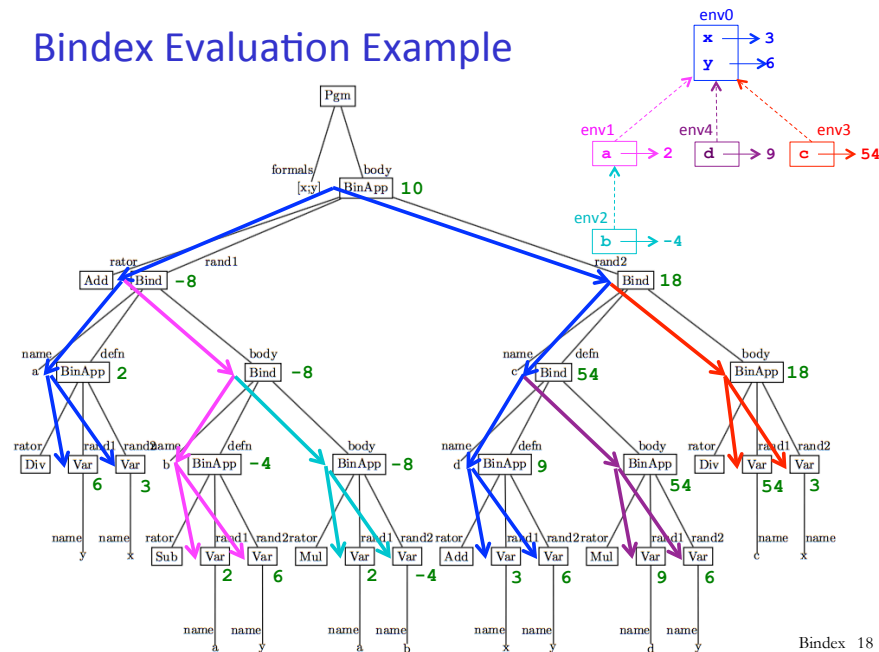 Bindex Evaluation Example
env0
x 3
y 6
env1 env4 env3
a 2 d 9 c 54
env2
b -4
Pgm
formals body
[x;y] BinApp 10
rator rand1 rand2
Add Bind -8 Bind 18
name defn body name defn body
a BinApp 2 Bind -8 c Bind 54 BinApp 18
rator rand1 rand2 name defn body name defn body rator rand1 rand2
Div Var 6 Var 3 b BinApp -4 BinApp -8 d BinApp 9 BinApp 54 Div Var 54 Var 3
name name rator rand1 rand2 rator rand1 rand2 rator rand1 rand2 rator rand1 rand2 name name
y x Sub Var 2 Var 6 Mul Var 2 Var -4 Add Var 3 Var 6 Mul Var 9 Var 6 c x
name name name name name name name name
a y a b x y d y
Bindex 18